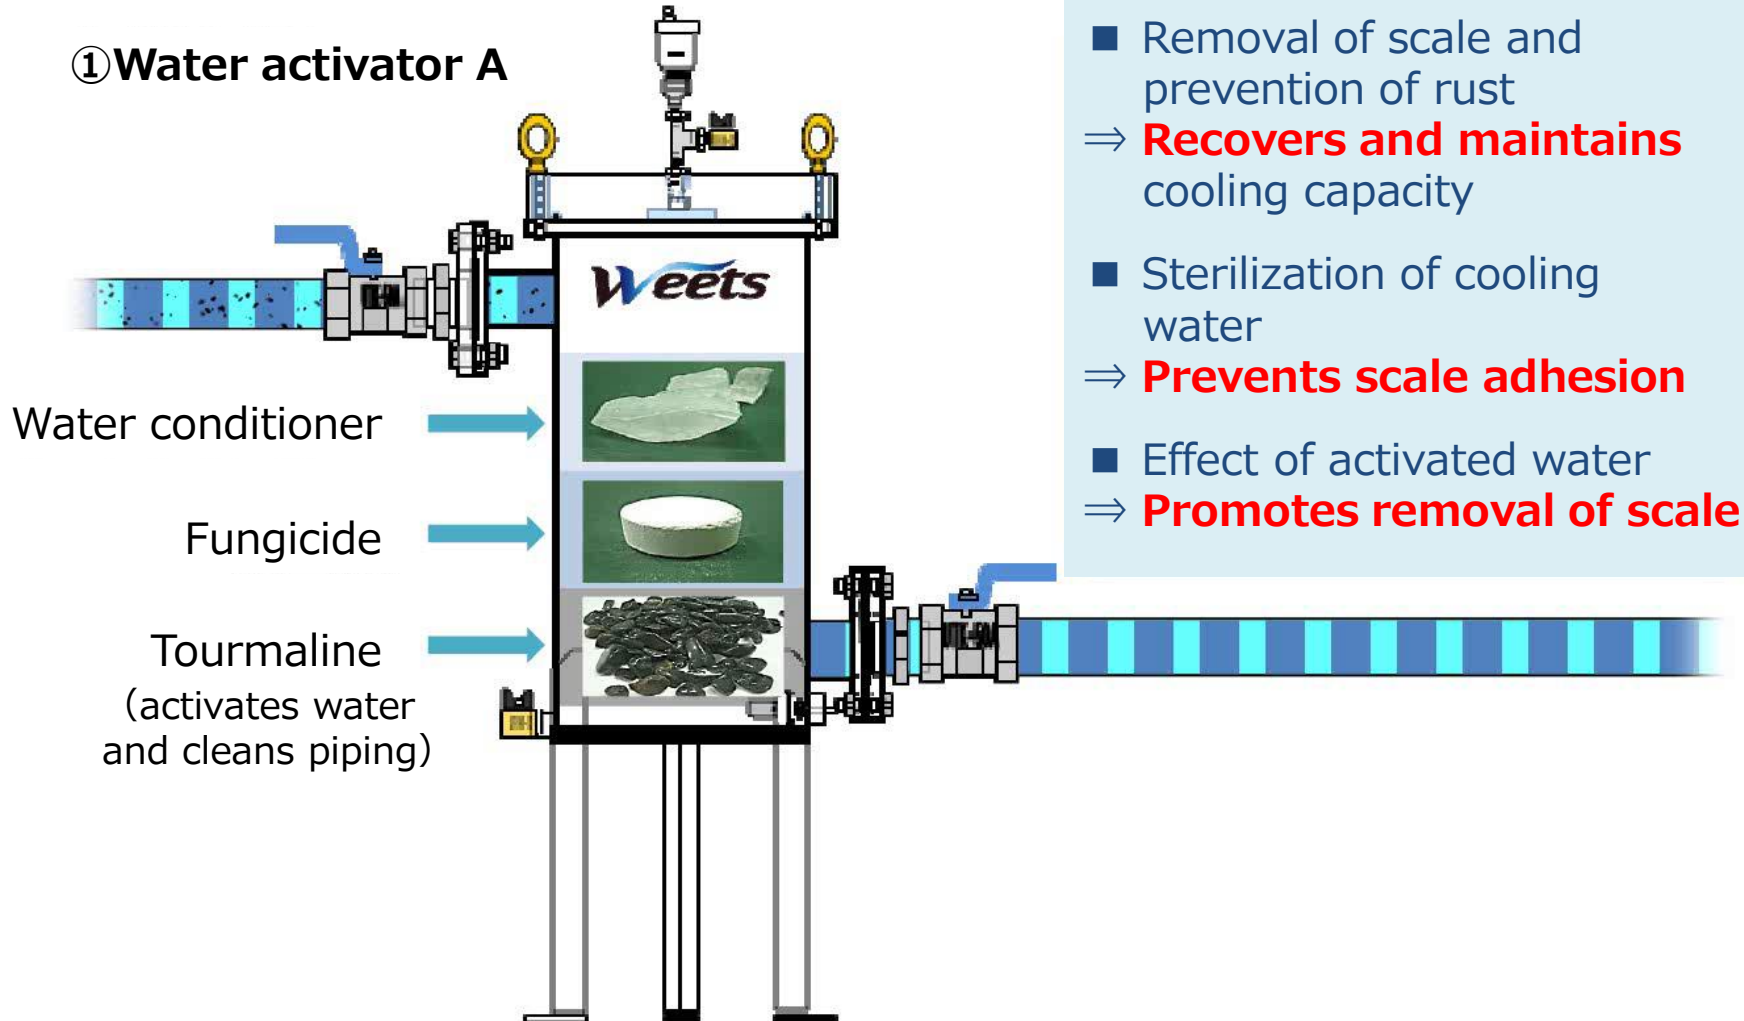 ①Water activator A
Weets
Water conditioner
Fungicide
Tourmaline
(activates water
and cleans piping)
■ Removal of scale and
prevention of rust
⇒ Recovers and maintains
cooling capacity
■ Sterilization of cooling
water
⇒ Prevents scale adhesion
■ Effect of activated water
⇒ Promotes removal of scale